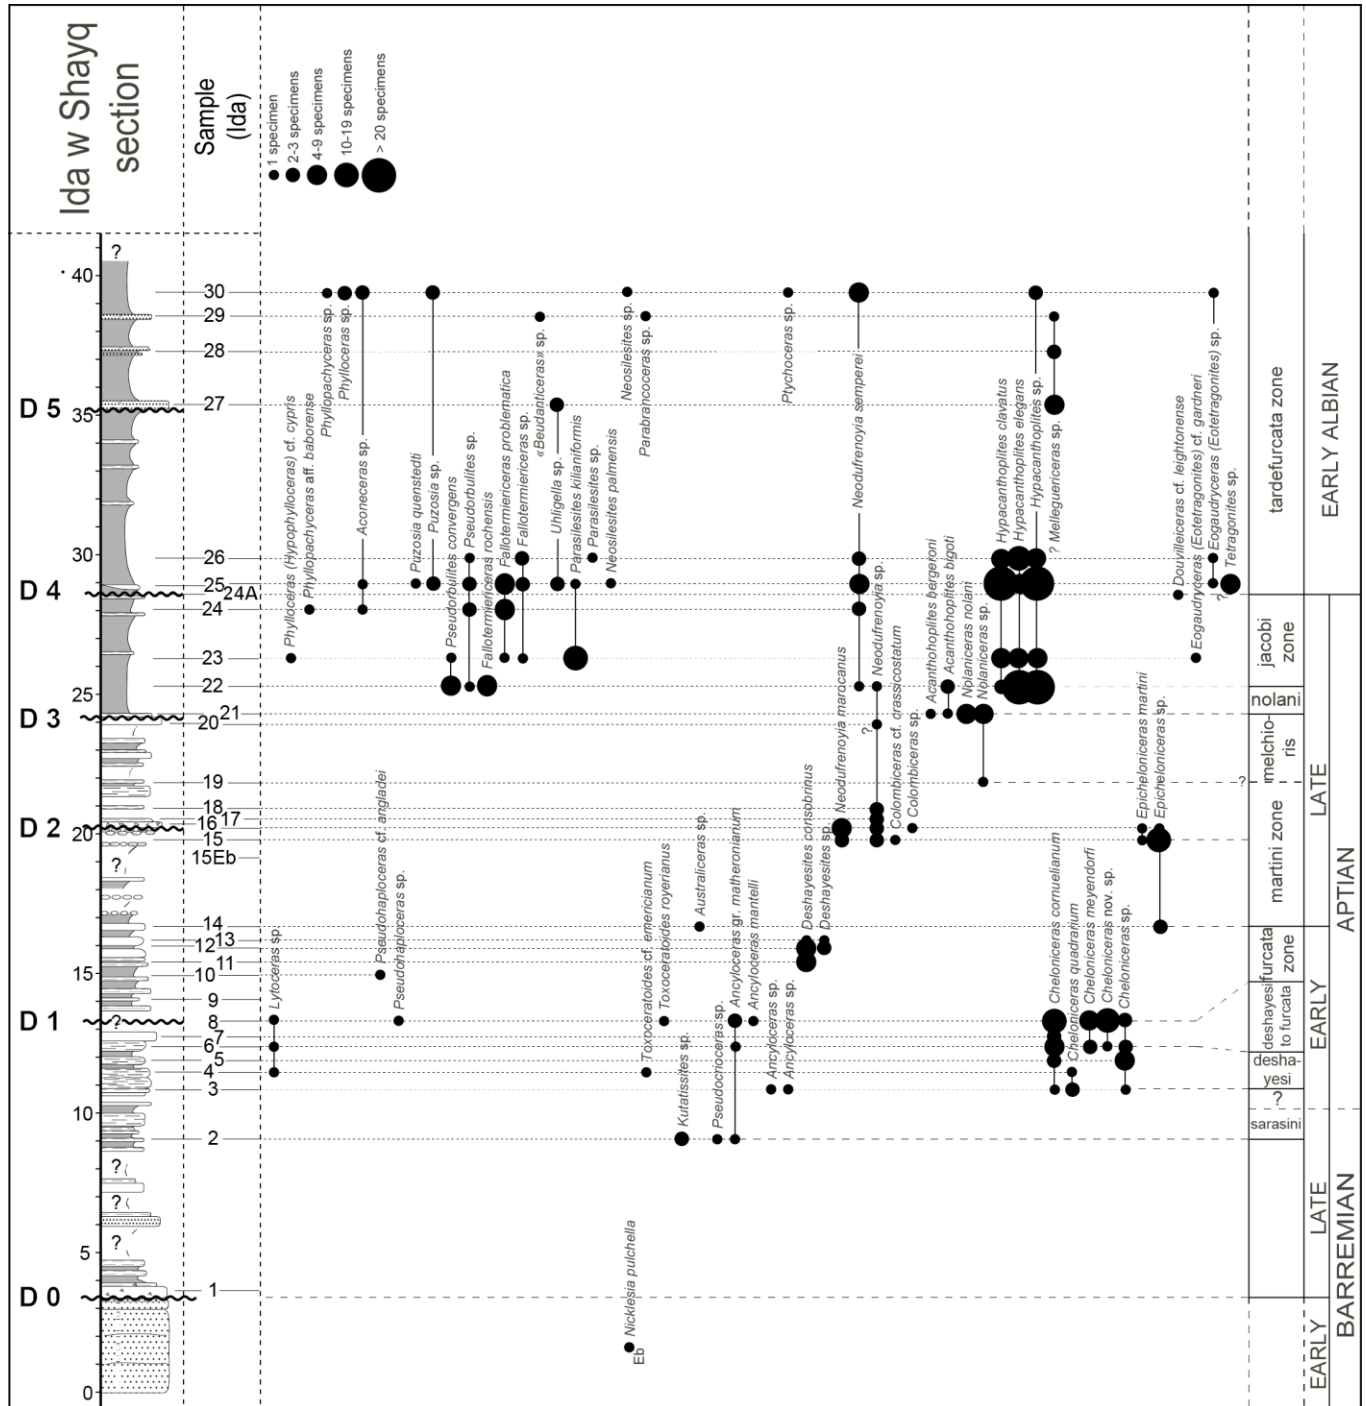 Ida w Shayq
section
Sample
(Ida)
1 specimen
2-3 specimens
4-9 specimens
10-19 specimens
> 20 specimens
?
40
30
29
28
D 5
35
27
30
26
25
D 4
24A
24
23
25
22
D 3
21
20
19
18
17
16
D 2
20
15
15Eb
?
14
13
12
11
15
10
9
D 1
?
8
7
6
5
4
3
10
2
?
?
?
5
1
D 0
0
Phylloceras (Hypophylloceras) cf. cypris
Phyllopachyceras aff. baborense
Phyllopachyceras sp.
Phylloceras sp.
Aconeceras sp.
Puzosia quenstedti
Puzosia sp.
Pseudorbulites convergens
Pseudorbulites sp.
Fallotermiericeras rochensis
Fallotermiericeras problematica
Fallotermiericeras sp.
«Beudanticeras» sp.
Uhligella sp.
Parasilesites kilianiformis
Parasilesites sp.
Neosilesites palmensis
Neosilesites sp.
Parabrancoceras sp.
Ptychoceras sp.
Neodufrenoyia semperei
Neodufrenoyia sp.
?
Neodufrenoyia marocanus
Colombiceras cf. crassicostatum
Colombiceras sp.
Acanthoplites bergeroni
Acanthohoplites bigoti
Nolaniceras nolani
Nolaniceras sp.
Hypacanthoplites clavatus
Hypacanthoplites elegans
Hypacanthoplites sp.
? Mellegueiceras sp.
Douvilleiceras cf. leightonense
Eogaudryceras (Eotetragonites) cf. gardneri
Eogaudryceras (Eotetragonites) sp.
Tetragonites sp.
?
Lytoceras sp
Pseudohaploceras cf. angladei
Pseudohaploceras sp.
Toxoceratoides cf. emericianum
Toxoceratoides royerianus
Kutatissites sp.
Australiceras sp.
Pseudocrioceras sp.
Ancyloceras gr. matheronianum
Ancyloceras mantelli
Ancyloceras sp.
Ancyloceras sp.
Deshayesites consobrinus
Deshayesites sp.
Cheloniceras cornuelianum
Cheloniceras quadrarium
Cheloniceras meyendorfi
Cheloniceras nov. sp.
Cheloniceras sp.
Epicheloniceras martini
Epicheloniceras sp.
Nicklesia pulchella
Eb
tardefurcata zone
jacobi
zone
nolani
melchio-
ris
?
martini zone
furcata
zone
deshayesi
to furcata
desha-
yesi
?
sarasini
EARLY ALBIAN
LATE
EARLY
APTIAN
LATE
EARLY
BARREMIAN